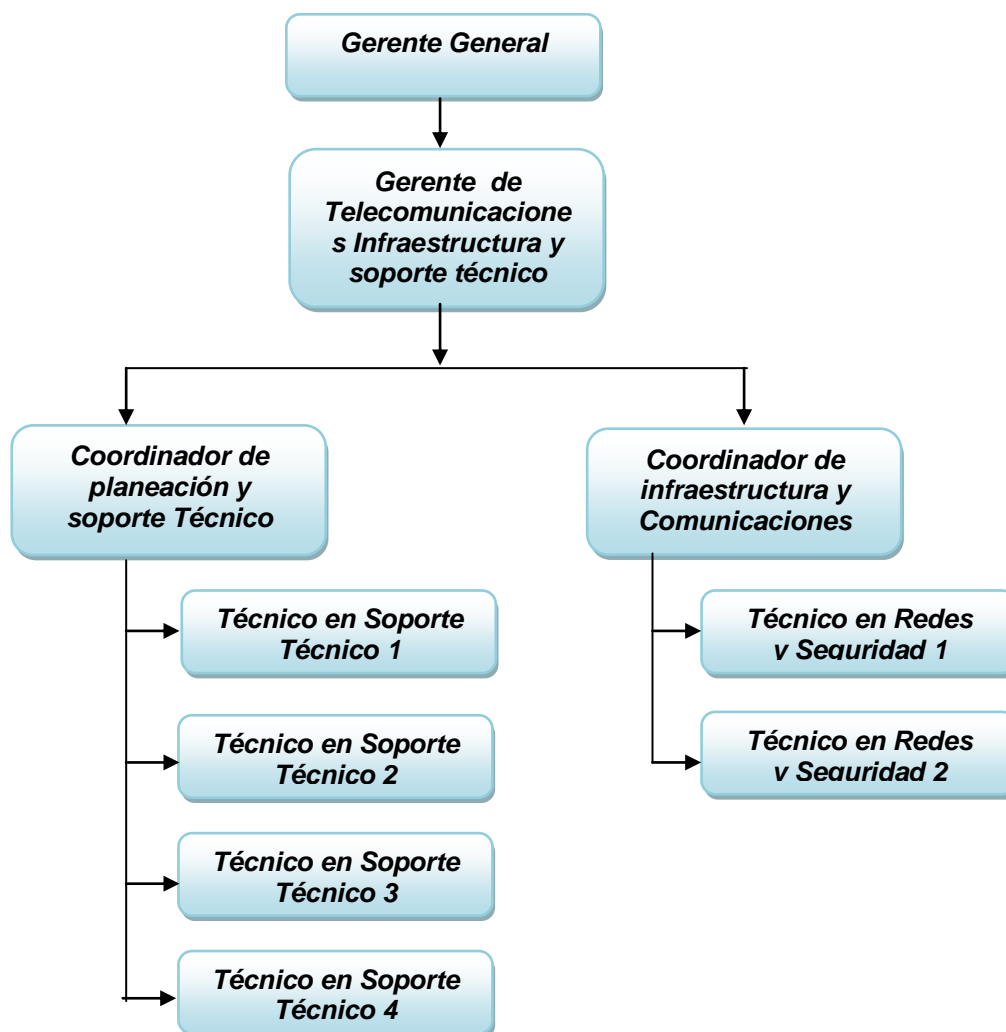 Gerente General
Gerente de
Telecomunicacione
s Infraestructura y
soporte técnico
Coordinador de
planeación y
soporte Técnico
Coordinador de
infraestructura y
Comunicaciones
Técnico en Soporte
Técnico 1
Técnico en Soporte
Técnico 2
Técnico en Soporte
Técnico 3
Técnico en Soporte
Técnico 4
Técnico en Redes
y Seguridad 1
Técnico en Redes
y Seguridad 2